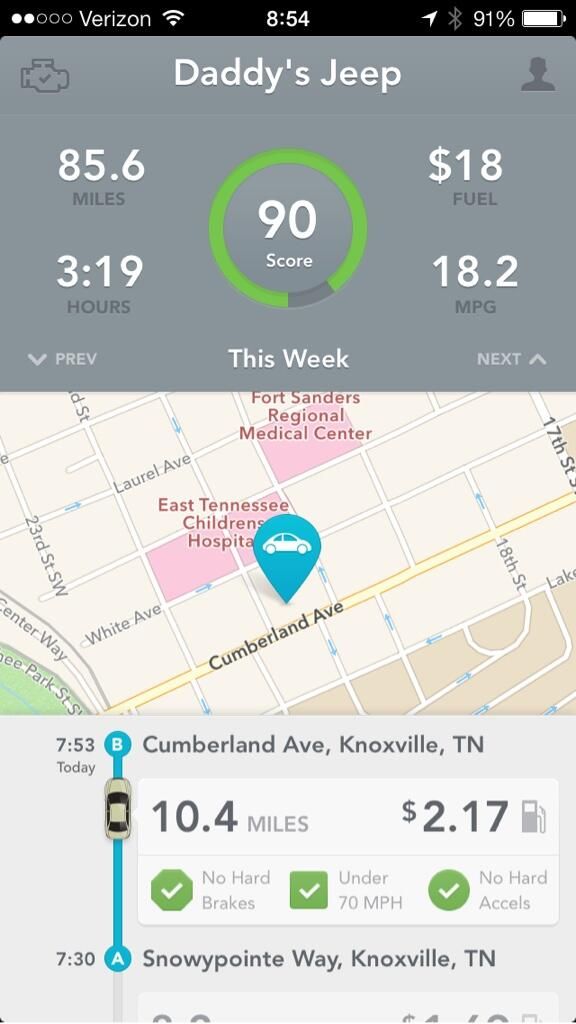 Verizon 8:54 91%
Daddy's Jeep
85.6
MILES
90
Score
$18
FUEL
3:19
HOURS
18.2
MPG
PREV This Week NEXT
Fort Sanders
Regional
Medical Center
d St
17th St S
Laurel Ave
East Tennessee
Childrens
Hospita
23rd St SW
18th St
White Ave
Lake
Center Way
Cumberland Ave
nee Park St S
7:53 B Cumberland Ave, Knoxville, TN
Today
10.4 MILES $2.17
No Hard
Brakes
Under
70 MPH
No Hard
Accels
7:30 A Snowypointe Way, Knoxville, TN